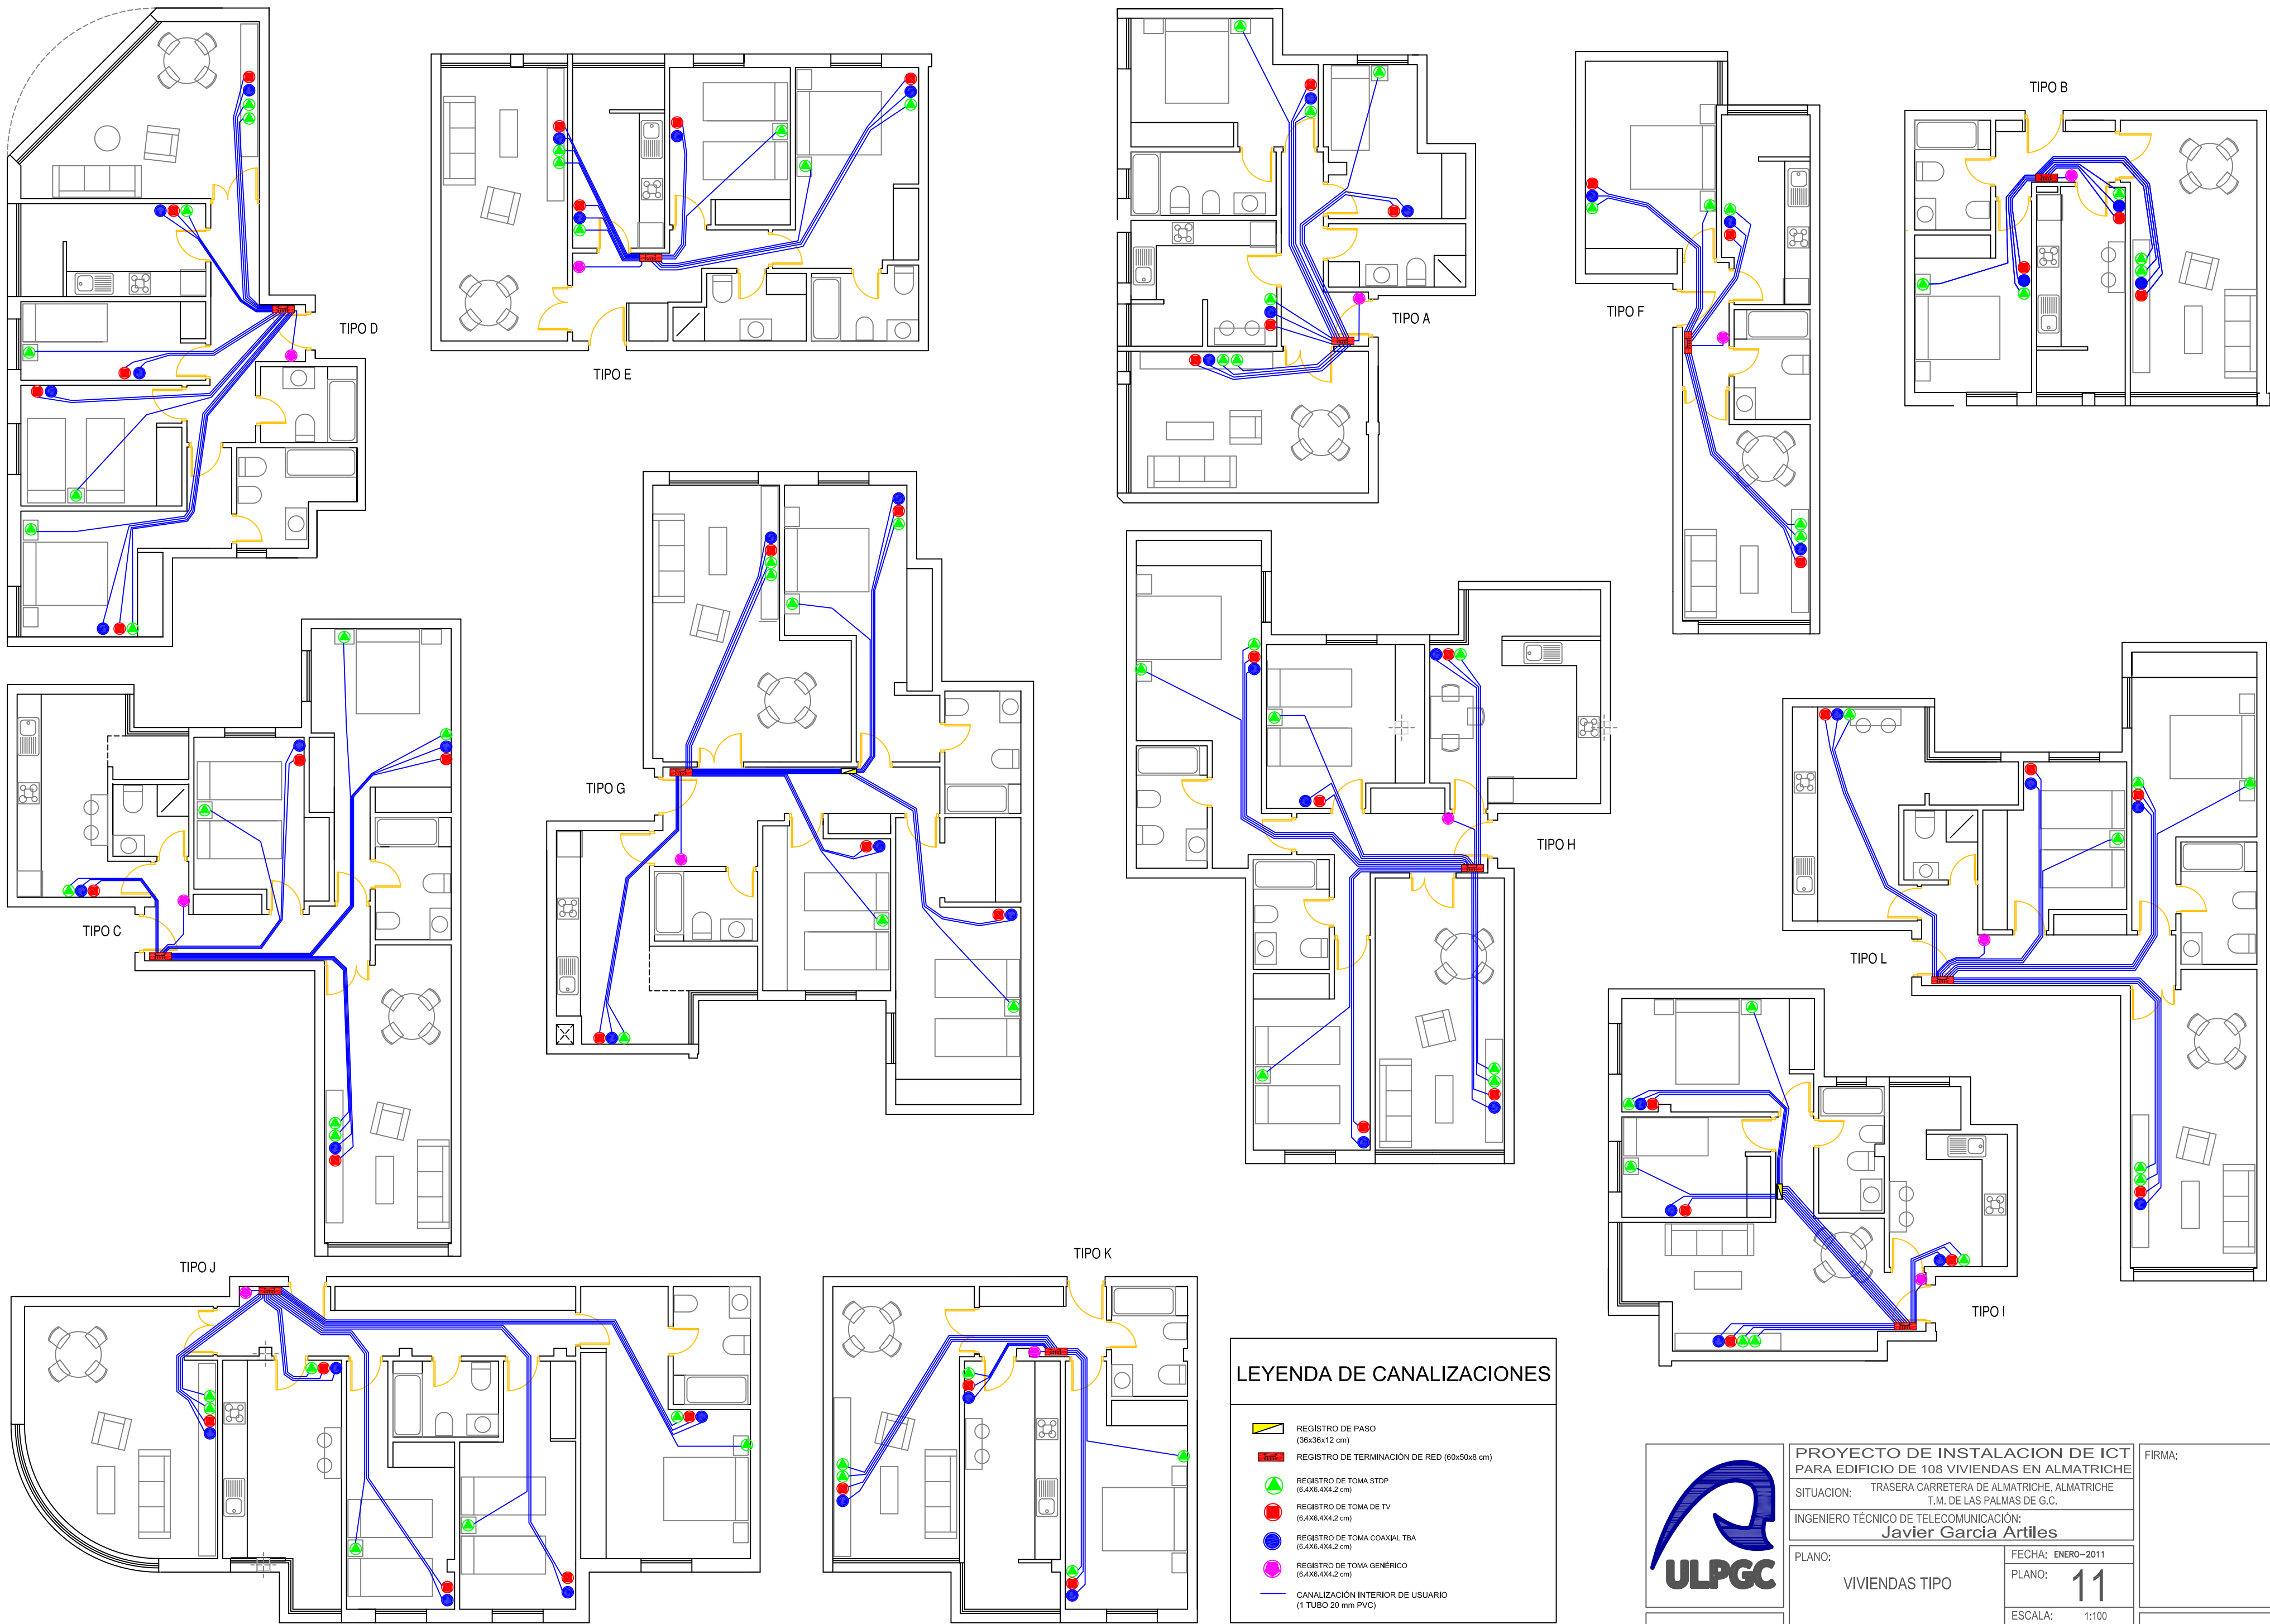 TIPO B
TIPO D
TIPO E
TIPO A
TIPO F
TIPO G
TIPO H
TIPO C
TIPO L
TIPO J
TIPO K
TIPO I
LEYENDA DE CANALIZACIONES
REGISTRO DE PASO
(36x36x12 cm)
REGISTRO DE TERMINACIÓN DE RED (60x50x8 cm)
REGISTRO DE TOMA STDP
(6,4X6,4X4,2 cm)
REGISTRO DE TOMA DE TV
(6,4X6,4X4,2 cm)
REGISTRO DE TOMA COAXIAL TBA
(6,4X6,4X4,2 cm)
REGISTRO DE TOMA GENÉRICO
(6,4X6,4X4,2 cm)
CANALIZACIÓN INTERIOR DE USUARIO
(1 TUBO 20 mm PVC)
ULPGC
PROYECTO DE INSTALACION DE ICT
PARA EDIFICIO DE 108 VIVIENDAS EN ALMATRICHE
SITUACION: TRASERA CARRETERA DE ALMATRICHE, ALMATRICHE
T.M. DE LAS PALMAS DE G.C.
INGENIERO TÉCNICO DE TELECOMUNICACIÓN:
Javier Garcia Artiles
FIRMA:
PLANO:
VIVIENDAS TIPO
FECHA: ENERO-2011
PLANO: 11
ESCALA: 1:100